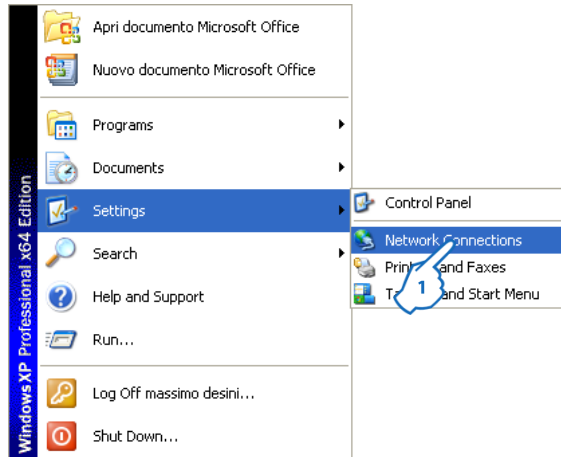 Apri documento Microsoft Office
Nuovo documento Microsoft Office
Programs
Documents
Settings
Search
Help and Support
Run...
Log Off massimo desini...
Shut Down...
Windows XP Professional x64 Edition
Control Panel
Network Connections
and Faxes
and Start Menu
1